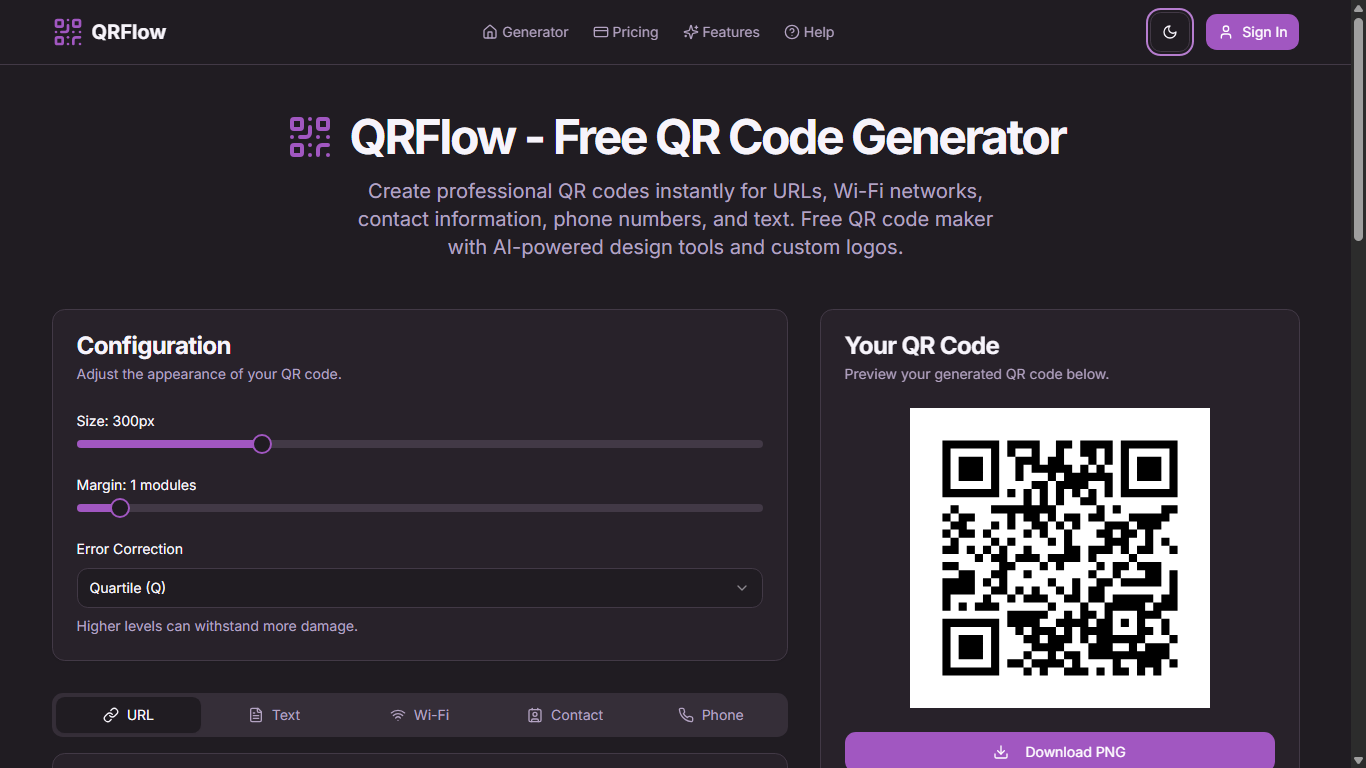 QRFlow
Generator
Pricing
Features
Help
Sign In
QRFlow - Free QR Code Generator
Create professional QR codes instantly for URLs, Wi-Fi networks,
contact information, phone numbers, and text. Free QR code maker
with AI-powered design tools and custom logos.
Configuration
Adjust the appearance of your QR code.
Size: 300px
Margin: 1 modules
Error Correction
Quartile (Q)
Higher levels can withstand more damage.
URL
Text
Wi-Fi
Contact
Phone
Your QR Code
Preview your generated QR code below.
Download PNG